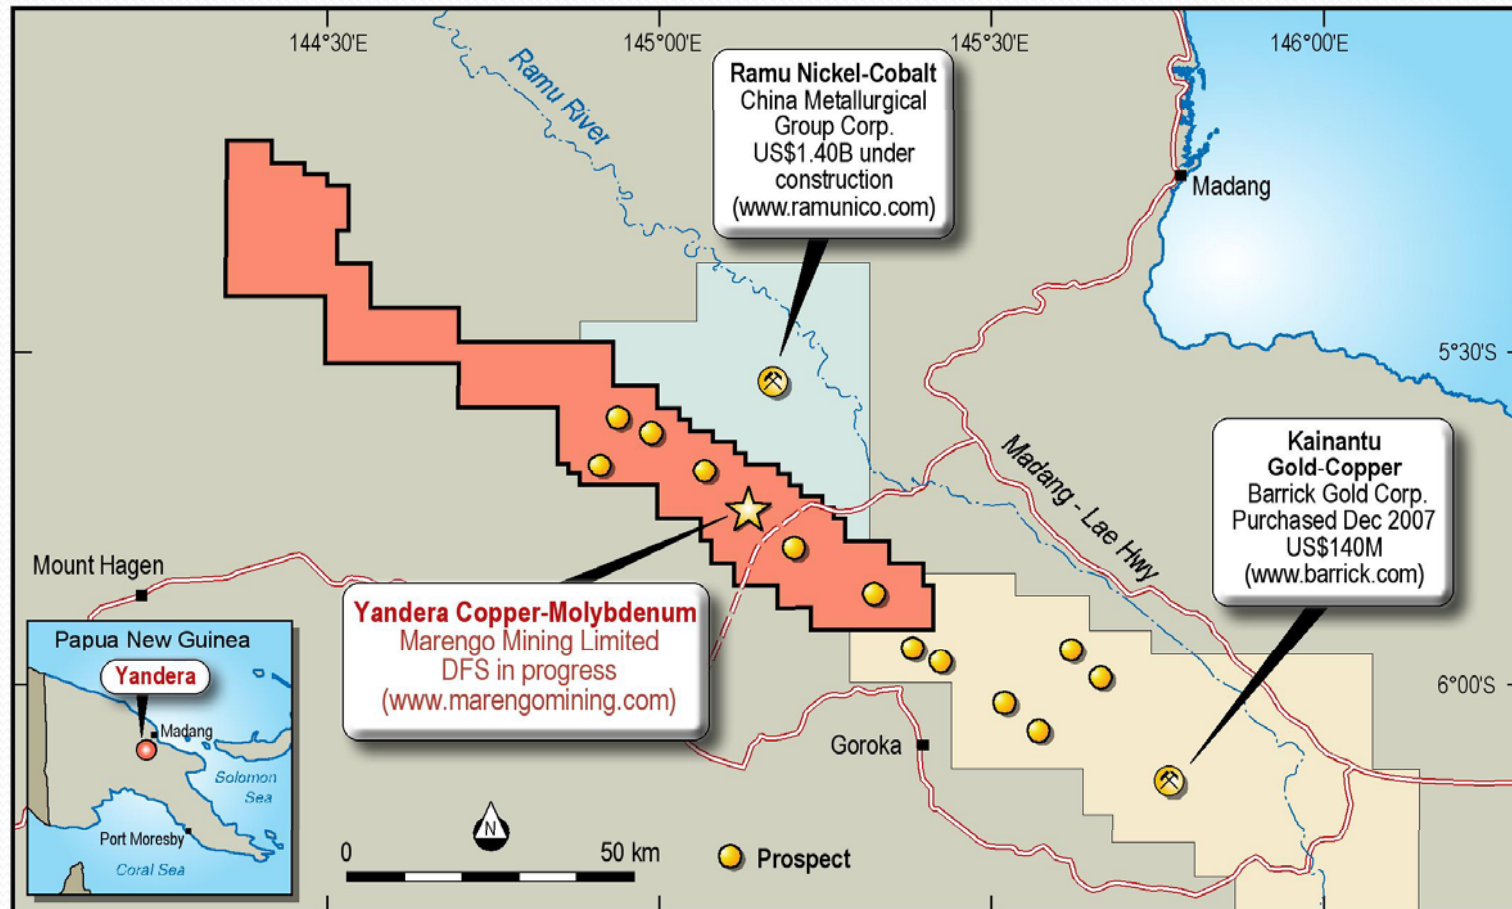 144°30'E
145°00'E
145°30'E
146°00'E
Ramu River
Ramu Nickel-Cobalt
China Metallurgical
Group Corp.
US$1.40B under
construction
(www.ramunico.com)
Madang
5°30'S
Madang - Lae Hwy
Kainantu
Gold-Copper
Barrick Gold Corp.
Purchased Dec 2007
US$140M
(www.barrick.com)
Mount Hagen
Yandera Copper-Molybdenum
Marengo Mining Limited
DFS in progress
(www.marengomining.com)
6°00'S
Goroka
Papua New Guinea
Yandera
Madang
Solomon
Sea
Port Moresby
Coral Sea
N
0
50 km
Prospect